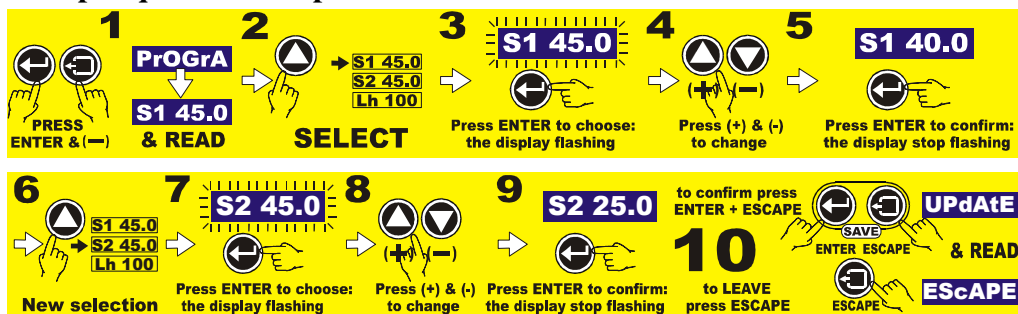 1
PRESS
ENTER & (−)
PrOGrA
S1 45.0
& READ
2
S1 45.0
S2 45.0
Lh 100
SELECT
3
S1 45.0
Press ENTER to choose:
the display flashing
4
(+) (−)
Press (+) & (-)
to change
5
S1 40.0
Press ENTER to confirm:
the display stop flashing
6
S1 45.0
S2 45.0
Lh 100
New selection
7
S2 45.0
Press ENTER to choose:
the display flashing
8
(+) (−)
Press (+) & (-)
to change
9
S2 25.0
Press ENTER to confirm:
the display stop flashing
to confirm press
ENTER + ESCAPE
10
to LEAVE
press ESCAPE
SAVE
ENTER ESCAPE
UPdAtE
& READ
ESCAPE
EScAPE